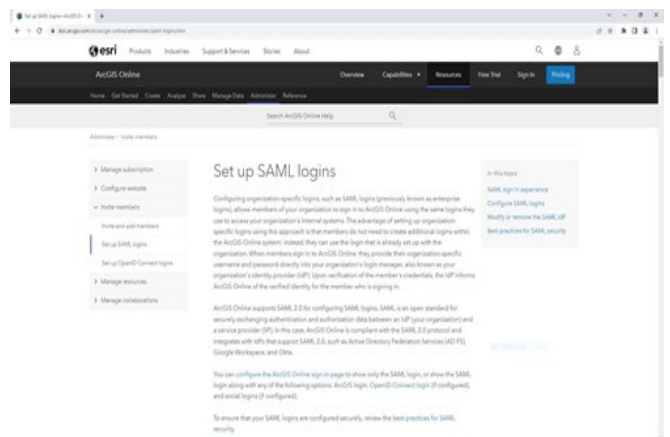 Set up SAML logins—ArcGIS O
doc.arcgis.com/en/arcgis-online/administer/saml-logins.htm
esri Products Industries Support & Services Stories About
ArcGIS Online Overview Capabilities Resources Free Trial Sign In Pricing
Home Get Started Create Analyze Share Manage Data Administer Reference
Search ArcGIS Online Help
Administer / Invite members
Manage subscription
Configure website
Invite members
Invite and add members
Set up SAML logins
Set up OpenID Connect logins
Manage resources
Manage collaborations
Set up SAML logins
Configuring organization-specific logins, such as SAML logins (previously known as enterprise
logins), allows members of your organization to sign in to ArcGIS Online using the same logins they
use to access your organization's internal systems. The advantage of setting up organization-
specific logins using this approach is that members do not need to create additional logins within
the ArcGIS Online system; instead, they can use the login that is already set up with the
organization. When members sign in to ArcGIS Online, they provide their organization-specific
username and password directly into your organization's login manager, also known as your
organization's identity provider (IdP). Upon verification of the member's credentials, the IdP informs
ArcGIS Online of the verified identity for the member who is signing in.
ArcGIS Online supports SAML 2.0 for configuring SAML logins. SAML is an open standard for
securely exchanging authentication and authorization data between an IdP (your organization) and
a service provider (SP). In this case, ArcGIS Online is compliant with the SAML 2.0 protocol and
integrates with IdPs that support SAML 2.0, such as Active Directory Federation Services (AD FS),
Google Workspace, and Okta.
You can configure the ArcGIS Online sign in page to show only the SAML login, or show the SAML
login along with any of the following options: ArcGIS login, OpenID Connect login (if configured),
and social logins (if configured).
To ensure that your SAML logins are configured securely, review the best practices for SAML
security.
In this topic
SAML sign in experience
Configure SAML logins
Modify or remove the SAML IdP
Best practices for SAML security